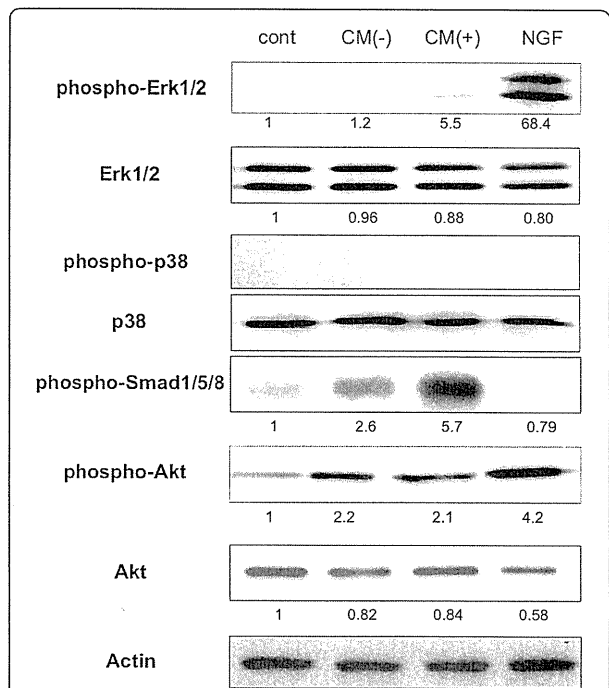 cont CM(-) CM(+) NGF
phospho-Erk1/2
1 1.2 5.5 68.4
Erk1/2
1 0.96 0.88 0.80
phospho-p38
p38
phospho-Smad1/5/8
1 2.6 5.7 0.79
phospho-Akt
1 2.2 2.1 4.2
Akt
1 0.82 0.84 0.58
Actin